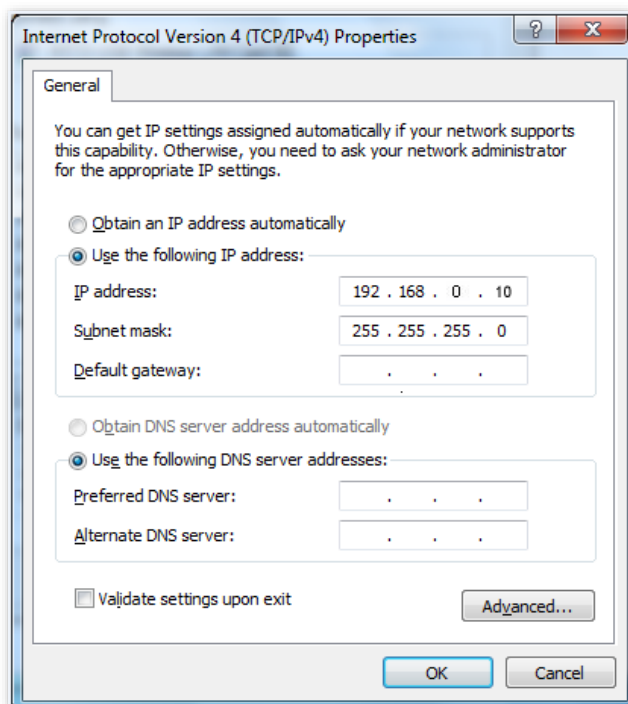 Internet Protocol Version 4 (TCP/IPv4) Properties
?
General
You can get IP settings assigned automatically if your network supports
this capability. Otherwise, you need to ask your network administrator
for the appropriate IP settings.
Obtain an IP address automatically
Use the following IP address:
IP address: 192 . 168 . 0 . 10
Subnet mask: 255 . 255 . 255 . 0
Default gateway: . . .
Obtain DNS server address automatically
Use the following DNS server addresses:
Preferred DNS server: . . .
Alternate DNS server: . . .
Validate settings upon exit
Advanced...
OK Cancel